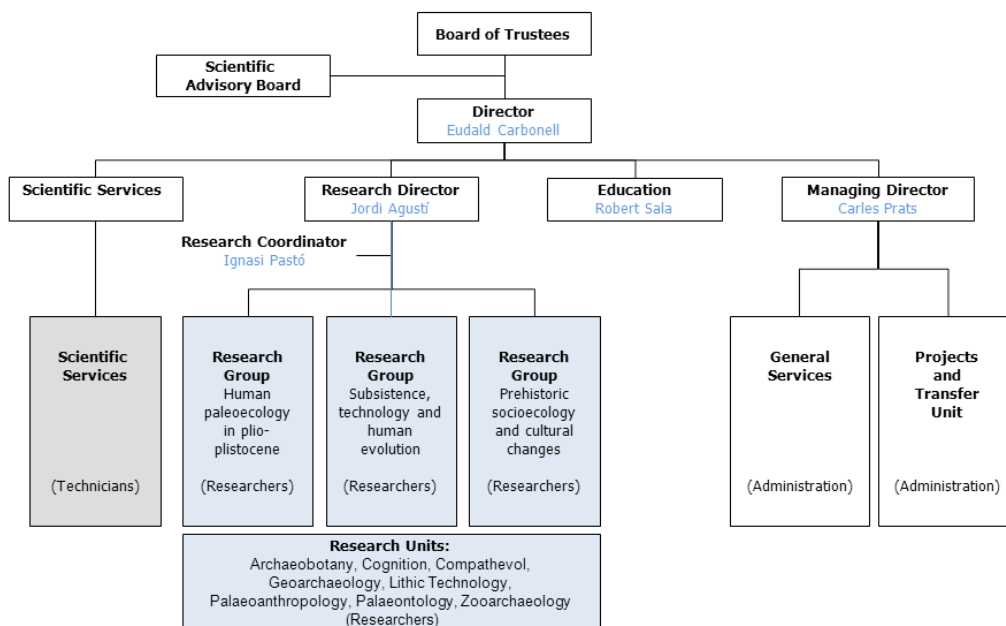 Board of Trustees
Scientific
Advisory Board
Director
Eudald Carbonell
Scientific Services
Research Director
Jordi Agustí
Education
Robert Sala
Managing Director
Carles Prats
Research Coordinator
Ignasi Pastó
Scientific
Services
(Technicians)
Research
Group
Human
paleoecology
in plio-
plistocene
(Researchers)
Research
Group
Subsistence,
technology and
human
evolution
(Researchers)
Research
Group
Prehistoric
socioecology
and cultural
changes
(Researchers)
General
Services
(Administration)
Projects
and
Transfer
Unit
(Administration)
Research Units:
Archaeobotany, Cognition, Compathevol,
Geoarchaeology, Lithic Technology,
Palaeoanthropology, Palaeontology, Zooarchaeology
(Researchers)